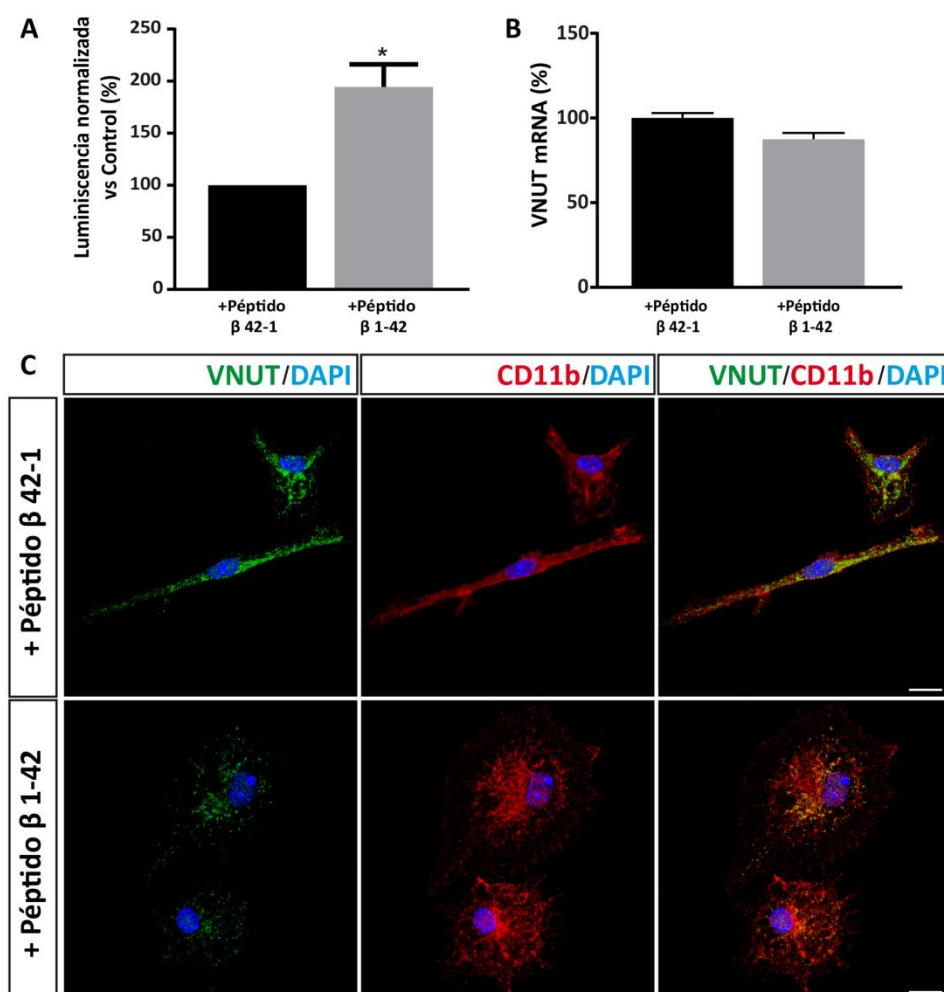 A
Luminiscencia normalizada
vs Control (%)
250
200
150
100
50
0
*
+Péptido
β 42-1
+Péptido
β 1-42
B
VNUT mRNA (%)
150
100
50
0
+Péptido
β 42-1
+Péptido
β 1-42
C
VNUT/DAPI
CD11b/DAPI
VNUT/CD11b/DAPI
+ Péptido β 42-1
+ Péptido β 1-42